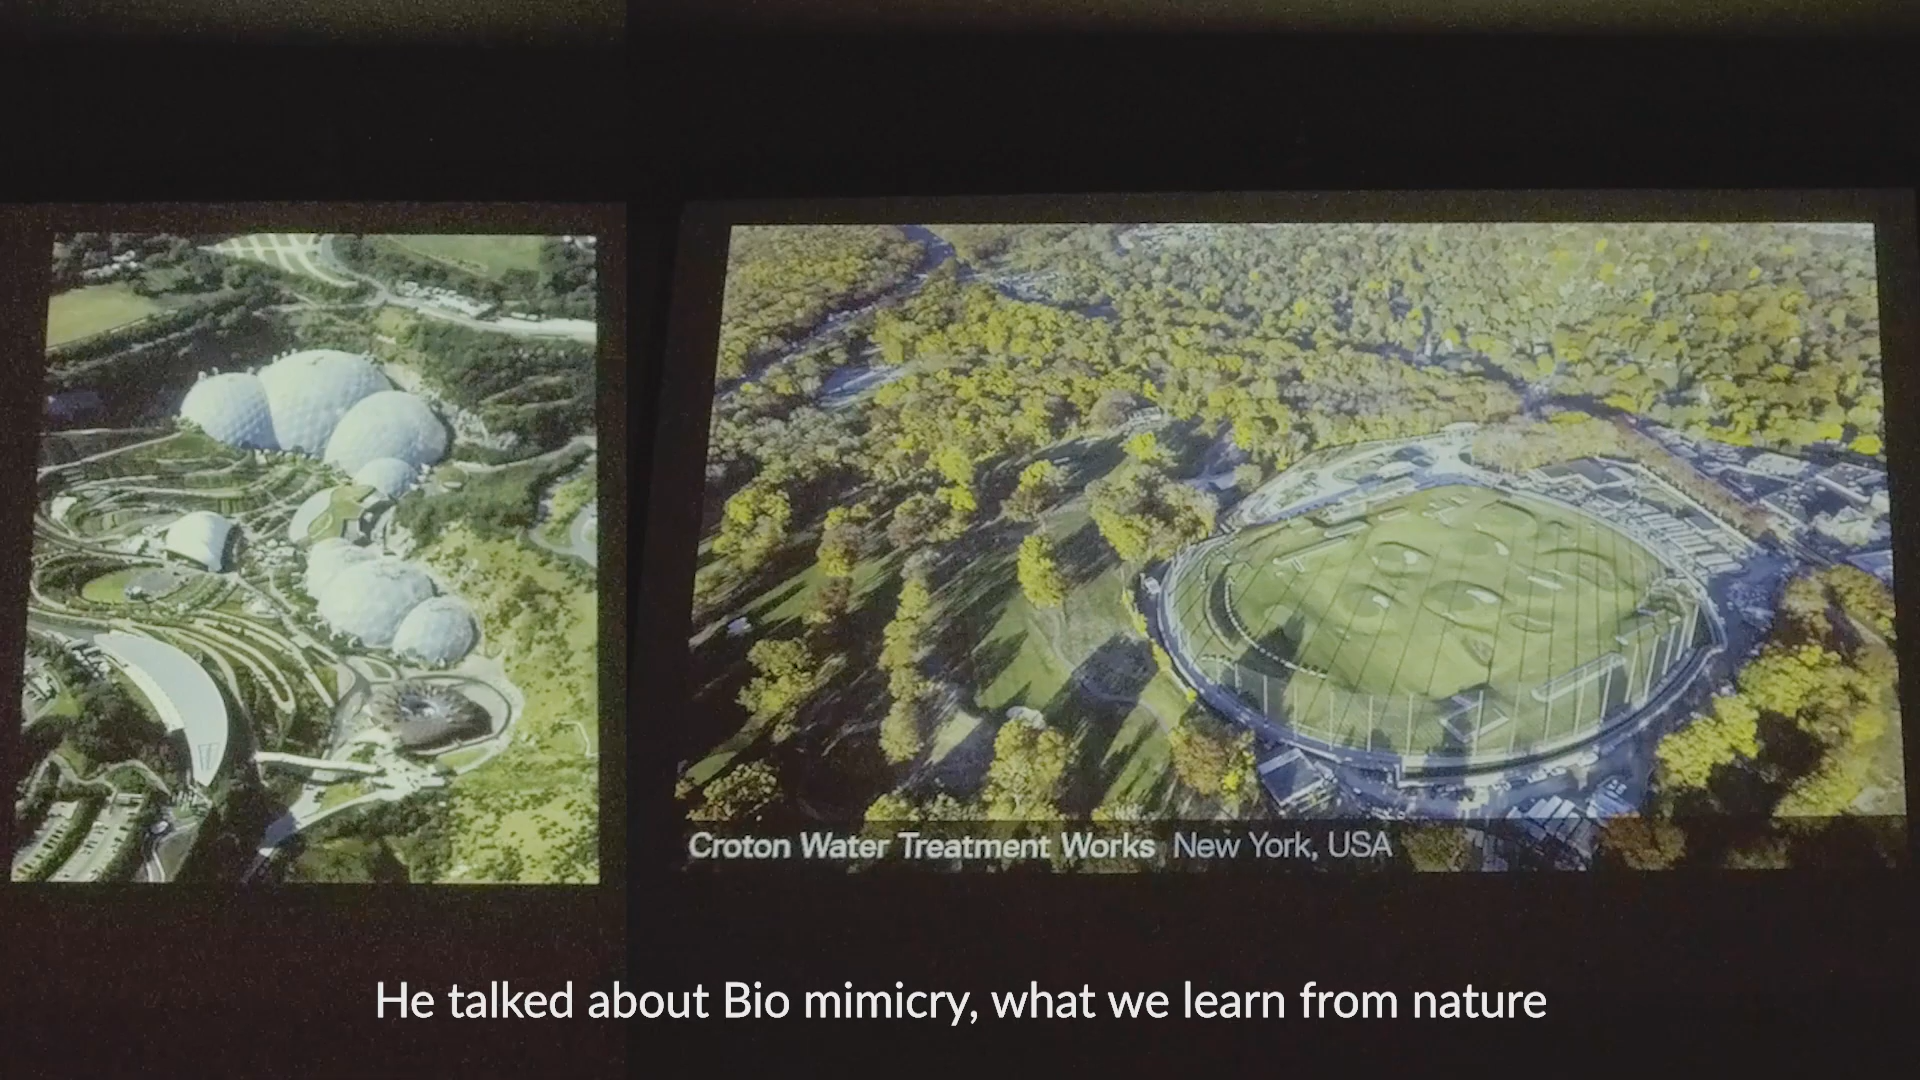 Croton Water Treatment Works New York, USA
He talked about Bio mimicry, what we learn from nature